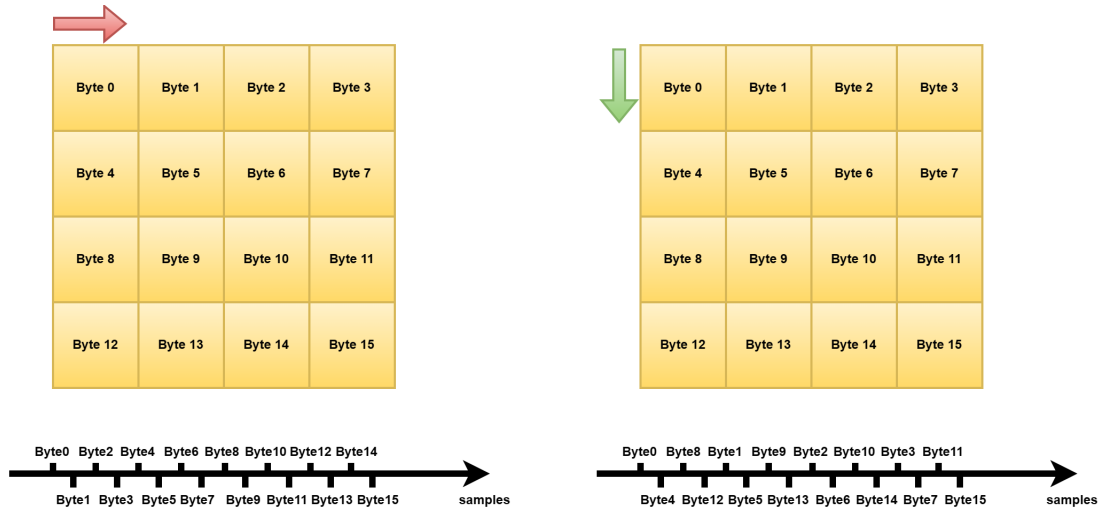 Byte 0 Byte 1 Byte 2 Byte 3
Byte 4 Byte 5 Byte 6 Byte 7
Byte 8 Byte 9 Byte 10 Byte 11
Byte 12 Byte 13 Byte 14 Byte 15
Byte0 Byte2 Byte4 Byte6 Byte8 Byte10 Byte12 Byte14
Byte1 Byte3 Byte5 Byte7 Byte9 Byte11 Byte13 Byte15 samples
Byte 0 Byte 1 Byte 2 Byte 3
Byte 4 Byte 5 Byte 6 Byte 7
Byte 8 Byte 9 Byte 10 Byte 11
Byte 12 Byte 13 Byte 14 Byte 15
Byte0 Byte8 Byte1 Byte9 Byte2 Byte10 Byte3 Byte11
Byte4 Byte12 Byte5 Byte13 Byte6 Byte14 Byte7 Byte15 samples